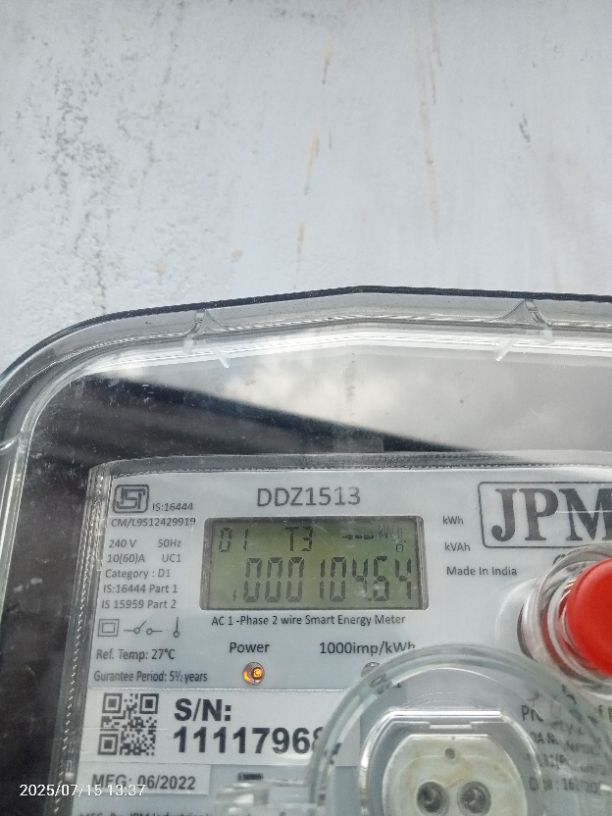 IS:16444
DDZ1513
CM/L9512429919
240 V 50Hz
10(60)A UC1
Category : D1
IS:16444 Part 1
IS 15959 Part 2
01 T3
00010464
kWh
kVAh
Made In India
JPM
AC 1 -Phase 2 wire Smart Energy Meter
Ref. Temp: 27°C
Power 1000imp/kWh
Gurantee Period: 5½ years
S/N:
11117968
MFG: 06/2022
2025/07/15 13:37